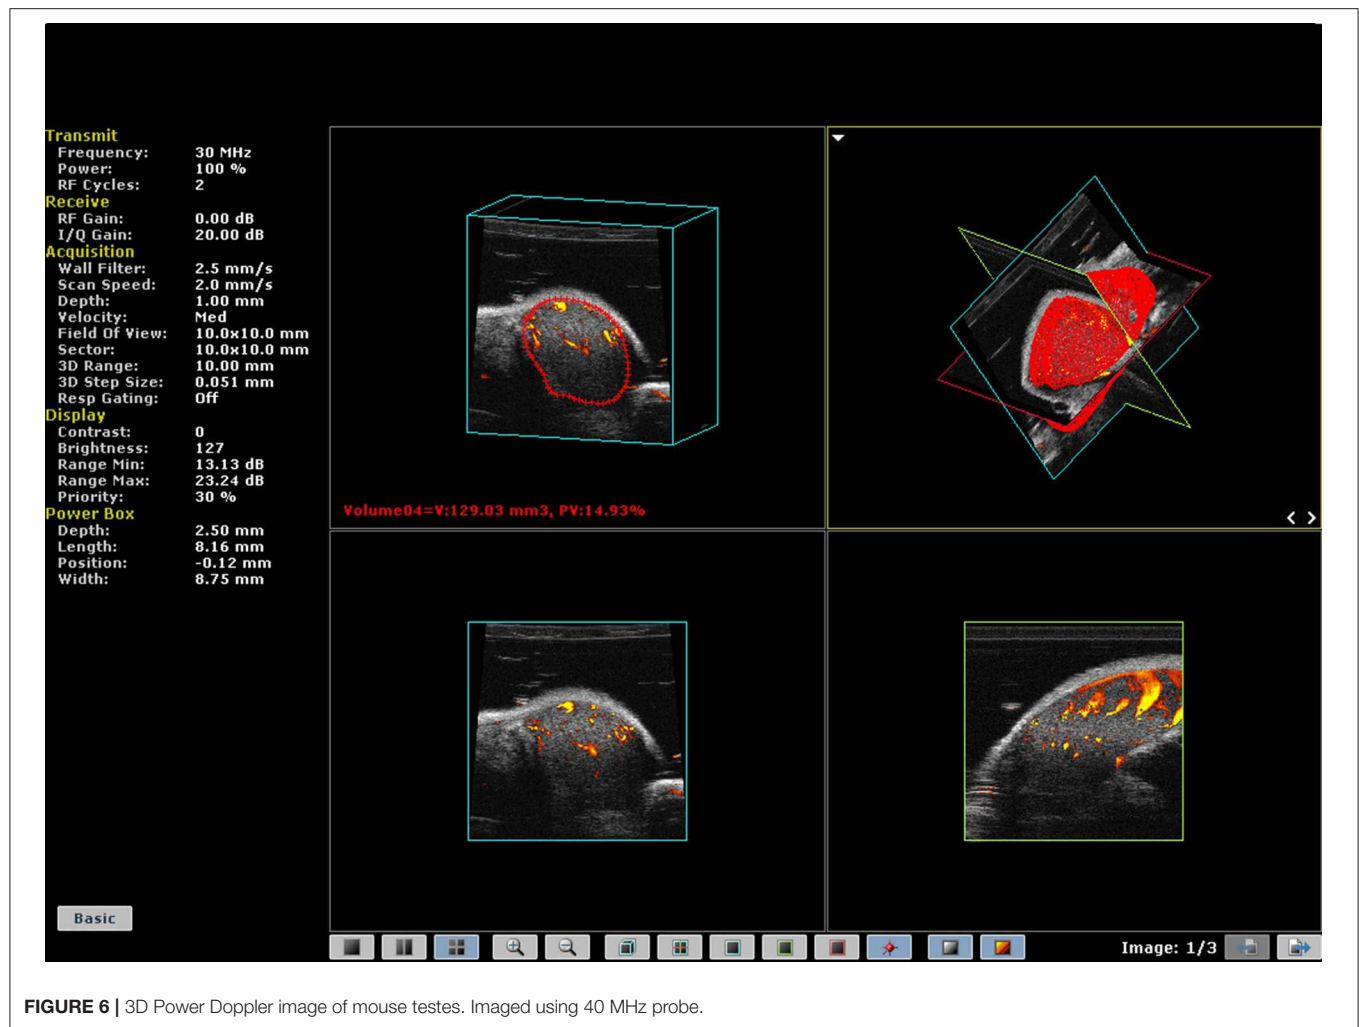 Transmit
Frequency: 30 MHz
Power: 100 %
RF Cycles: 2
Receive
RF Gain: 0.00 dB
I/Q Gain: 20.00 dB
Acquisition
Wall Filter: 2.5 mm/s
Scan Speed: 2.0 mm/s
Depth: 1.00 mm
Velocity: Med
Field Of View: 10.0x10.0 mm
Sector: 10.0x10.0 mm
3D Range: 10.00 mm
3D Step Size: 0.051 mm
Resp Gating: Off
Display
Contrast: 0
Brightness: 127
Range Min: 13.13 dB
Range Max: 23.24 dB
Priority: 30 %
Power Box
Depth: 2.50 mm
Length: 8.16 mm
Position: -0.12 mm
Width: 8.75 mm
Volume04=V:129.03 mm3, PV:14.93%
Basic
Image: 1/3
FIGURE 6 | 3D Power Doppler image of mouse testes. Imaged using 40 MHz probe.